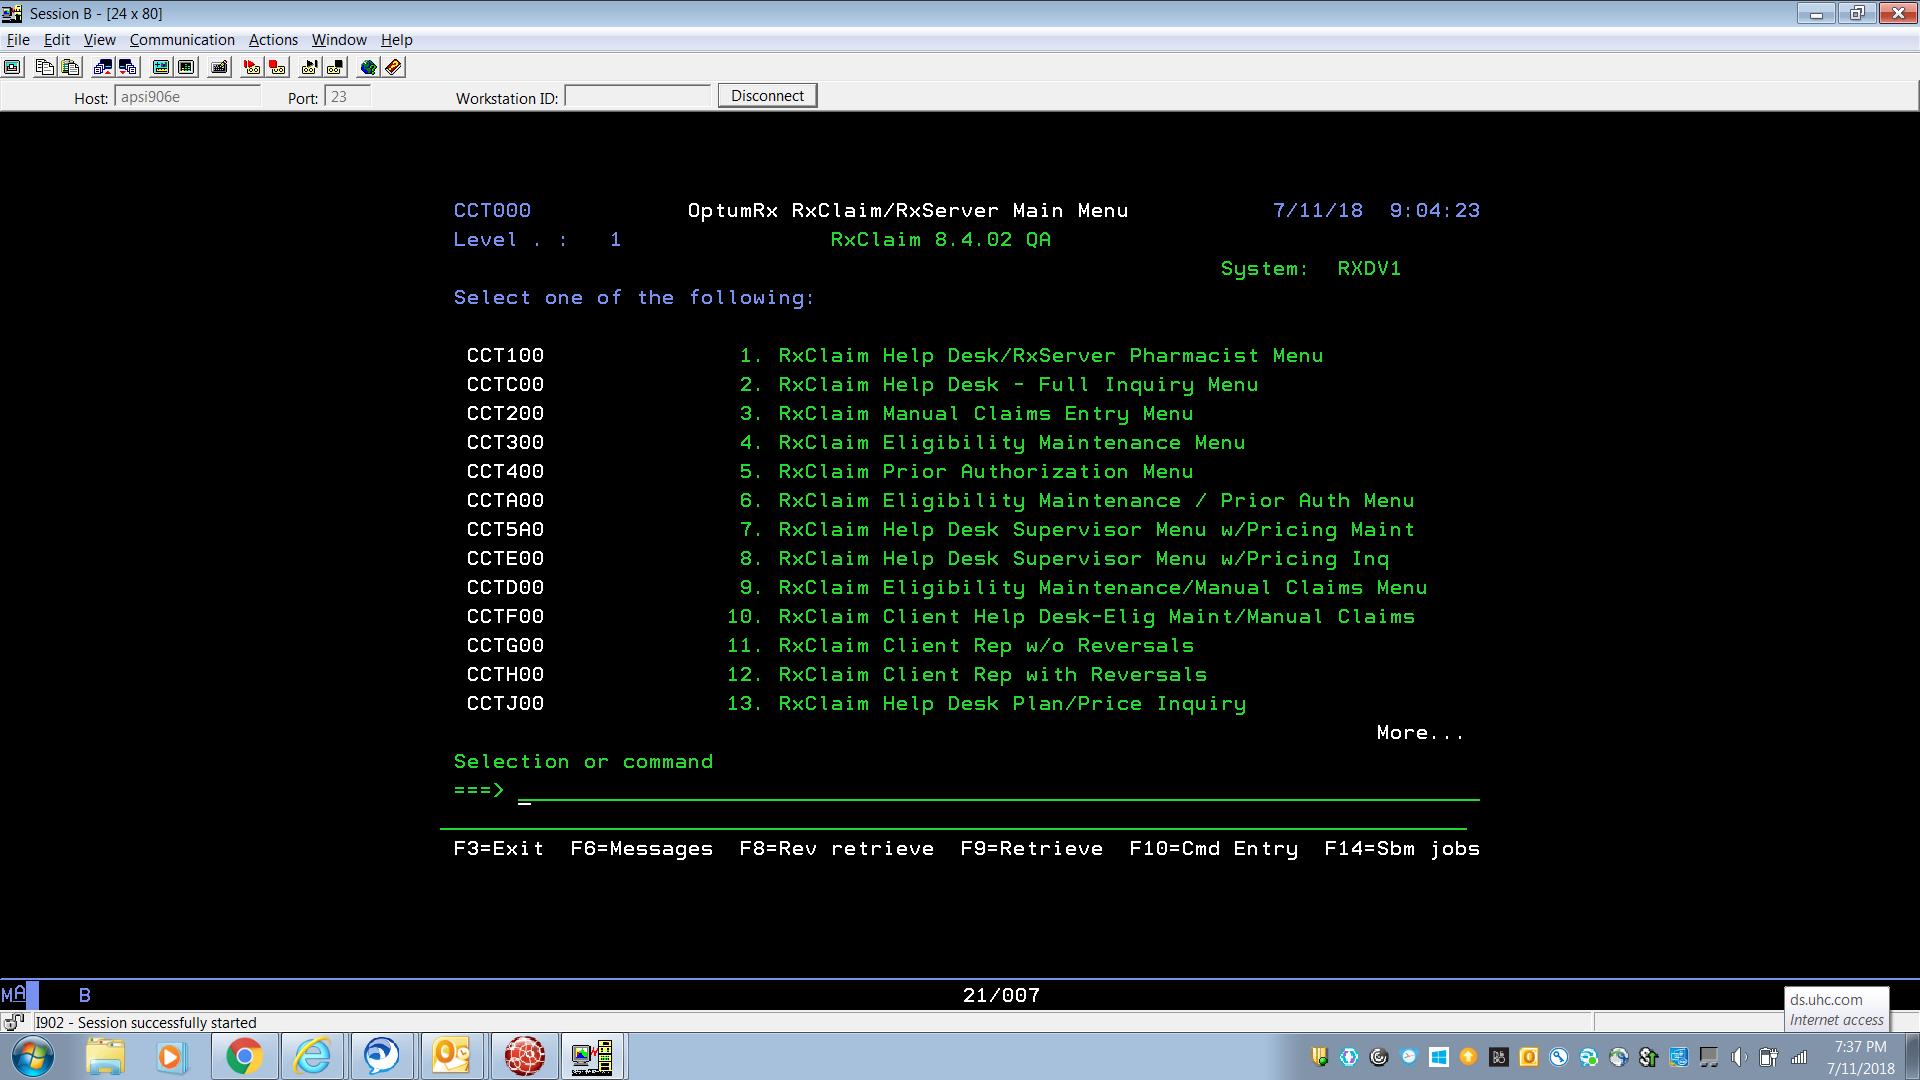 Session B - [24 x 80]
File Edit View Communication Actions Window Help
Host: apsi906e Port: 23 Workstation ID: Disconnect
CCT000 OptumRx RxClaim/RxServer Main Menu 7/11/18 9:04:23
Level . : 1 RxClaim 8.4.02 QA
System: RXDV1
Select one of the following:
CCT100 1. RxClaim Help Desk/RxServer Pharmacist Menu
CCTC00 2. RxClaim Help Desk - Full Inquiry Menu
CCT200 3. RxClaim Manual Claims Entry Menu
CCT300 4. RxClaim Eligibility Maintenance Menu
CCT400 5. RxClaim Prior Authorization Menu
CCTA00 6. RxClaim Eligibility Maintenance / Prior Auth Menu
CCT5A0 7. RxClaim Help Desk Supervisor Menu w/Pricing Maint
CCTE00 8. RxClaim Help Desk Supervisor Menu w/Pricing Inq
CCTD00 9. RxClaim Eligibility Maintenance/Manual Claims Menu
CCTF00 10. RxClaim Client Help Desk-Elig Maint/Manual Claims
CCTG00 11. RxClaim Client Rep w/o Reversals
CCTH00 12. RxClaim Client Rep with Reversals
CCTJ00 13. RxClaim Help Desk Plan/Price Inquiry
More...
Selection or command
===>
F3=Exit F6=Messages F8=Rev retrieve F9=Retrieve F10=Cmd Entry F14=Sbm jobs
MA B 21/007
ds.uhc.com
Internet access
I902 - Session successfully started
7:37 PM
7/11/2018